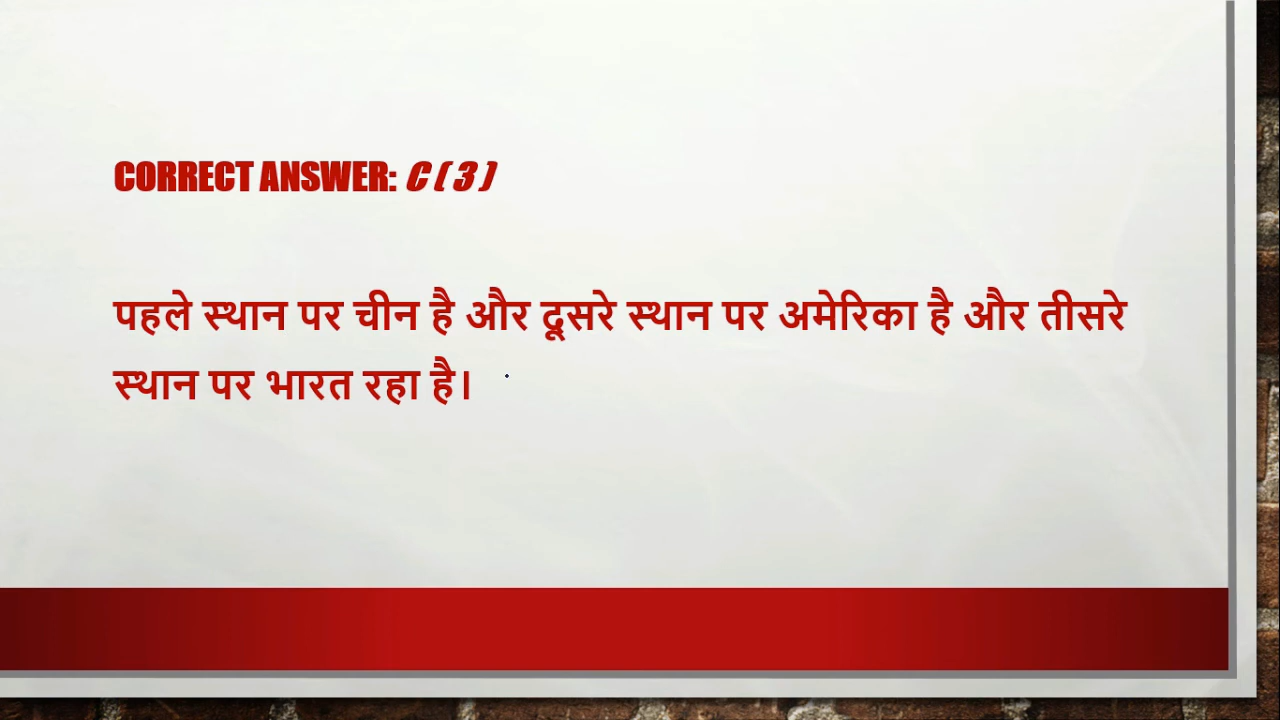 CORRECT ANSWER: C ( 3 )
पहले स्थान पर चीन है और दूसरे स्थान पर अमेरिका है और तीसरे
स्थान पर भारत रहा है।